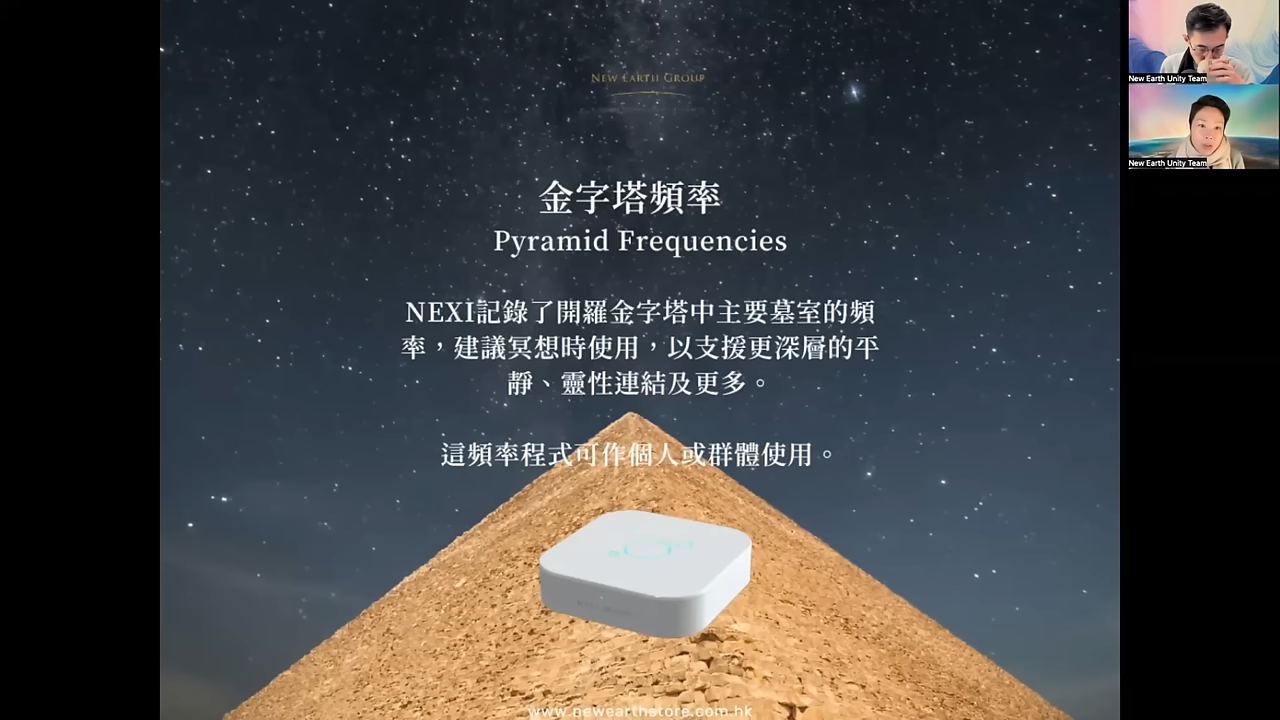 NEW EARTH GROUP
金字塔頻率
Pyramid Frequencies
NEXI記錄了開羅金字塔中主要墓室的頻
率，建議冥想時使用，以支援更深層的平
靜、靈性連結及更多。
這頻率程式可作個人或群體使用。
www.newearthstore.com.hk
New Earth Unity Team
New Earth Unity Team